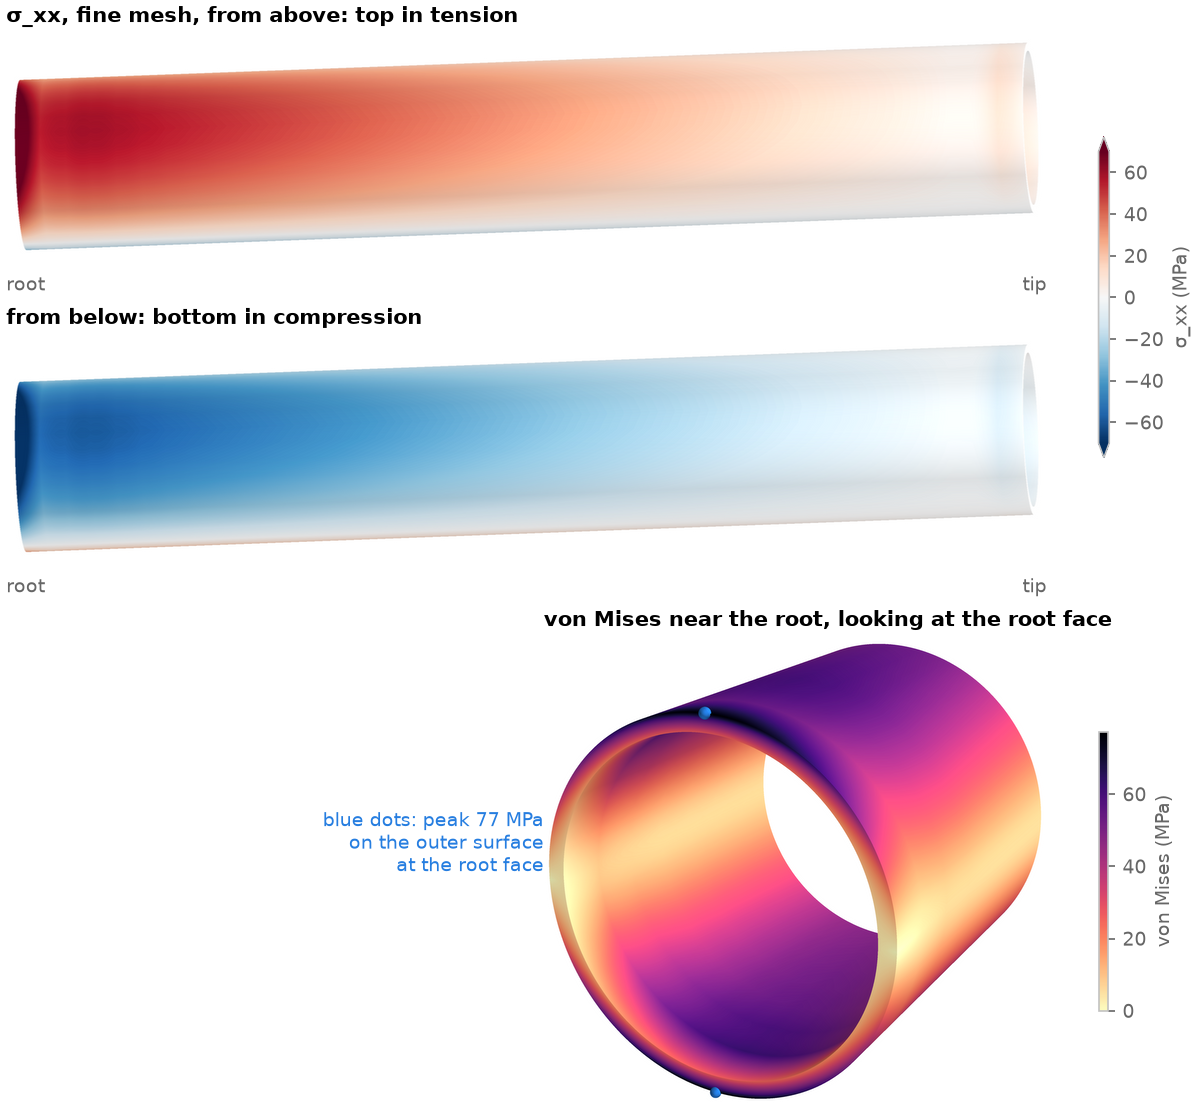 σ_xx, fine mesh, from above: top in tension
root
tip
from below: bottom in compression
root
tip
60
40
20
0
−20
−40
−60
σ_xx (MPa)
von Mises near the root, looking at the root face
blue dots: peak 77 MPa
on the outer surface
at the root face
60
40
20
0
von Mises (MPa)